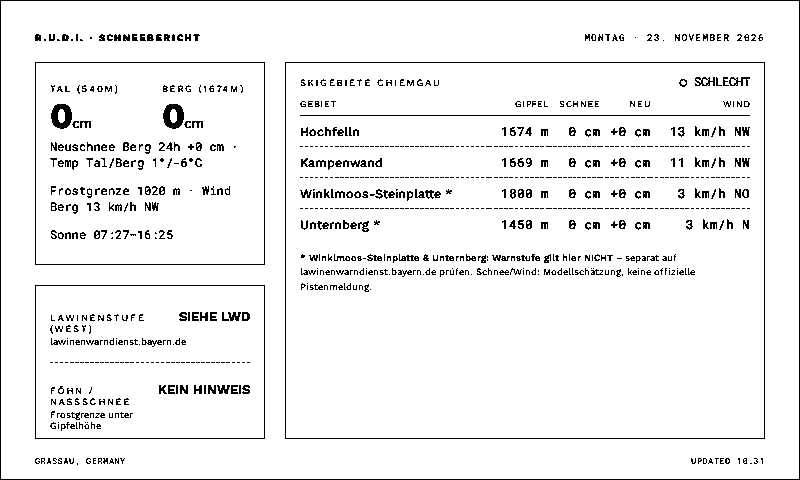 R.U.D.I. · SCHNEEBERICHT
MONTAG · 23. NOVEMBER 2026
TAL (540M)
BERG (1674M)
0cm
0cm
Neuschnee Berg 24h +0 cm ·
Temp Tal/Berg 1°/-6°C
Frostgrenze 1020 m · Wind
Berg 13 km/h NW
Sonne 07:27–16:25
LAWINENSTUFE
(WEST)
SIEHE LWD
lawinenwarndienst.bayern.de
FÖHN /
NASSSCHNEE
KEIN HINWEIS
Frostgrenze unter
Gipfelhöhe
SKIGEBIETE CHIEMGAU
○ SCHLECHT
GEBIET GIPFEL SCHNEE NEU WIND
Hochfelln 1674 m 0 cm +0 cm 13 km/h NW
Kampenwand 1669 m 0 cm +0 cm 11 km/h NW
Winklmoos-Steinplatte * 1800 m 0 cm +0 cm 3 km/h NO
Unternberg * 1450 m 0 cm +0 cm 3 km/h N
* Winklmoos-Steinplatte & Unternberg: Warnstufe gilt hier NICHT – separat auf
lawinenwarndienst.bayern.de prüfen. Schnee/Wind: Modellschätzung, keine offizielle
Pistenmeldung.
GRASSAU, GERMANY
UPDATED 10.31